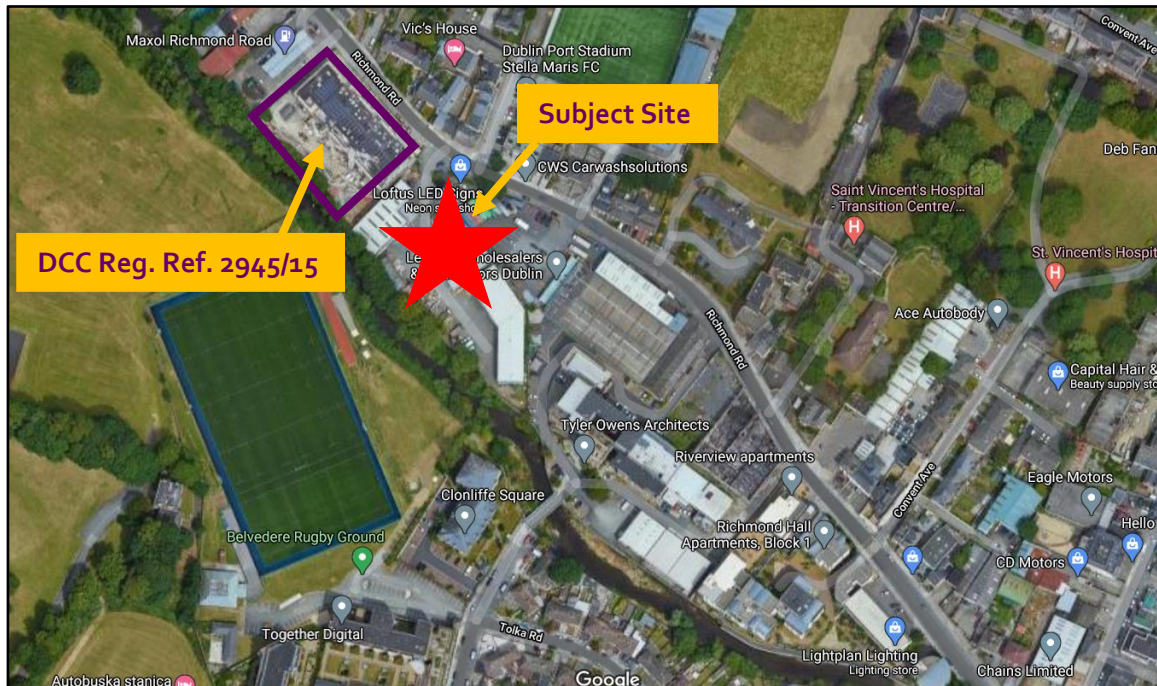 Maxol Richmond Road
Vic's House
Richmond Rd
Dublin Port Stadium
Stella Maris FC
Convent Ave
Subject Site
CWS Carwashsolutions
Deb Fan
Loftus LED Signs
Neon
Saint Vincent's Hospital
- Transition Centre/...
DCC Reg. Ref. 2945/15
St. Vincent's Hospit
Dublin
Ace Autobody
Richmond Rd
Capital Hair &
Beauty supply sto
Tyler Owens Architects
Riverview apartments
Convent Ave
Eagle Motors
Clonliffe Square
Richmond Hall
Apartments, Block 1
Hello
Belvedere Rugby Ground
CD Motors
Together Digital
Tolka Rd
Lightplan Lighting
Lighting store
Chains Limited
Autobuska stanica
Google